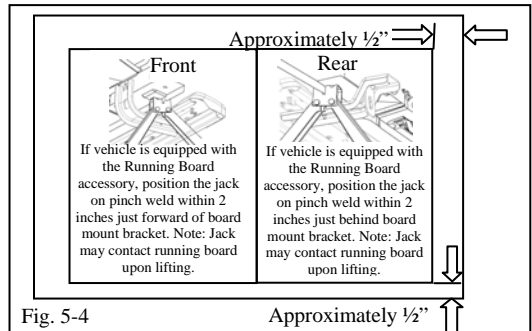 Approximately ½”
Front
If vehicle is equipped with
the Running Board
accessory, position the jack
on pinch weld within 2
inches just forward of board
mount bracket. Note: Jack
may contact running board
upon lifting.
Rear
If vehicle is equipped with
the Running Board
accessory, position the jack
on pinch weld within 2
inches just behind board
mount bracket. Note: Jack
may contact running board
upon lifting.
Fig. 5-4
Approximately ½”